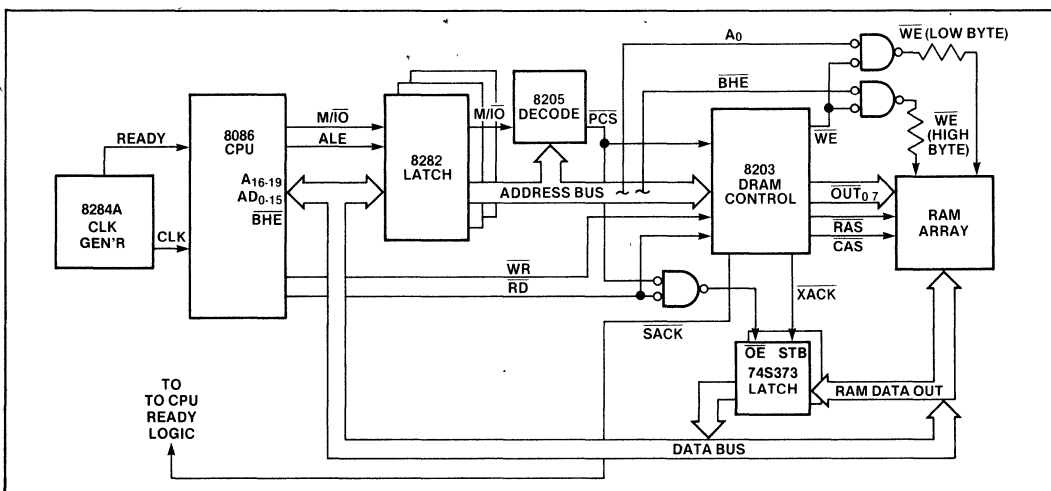 A0
WE (LOW BYTE)
BHE
WE
(HIGH
BYTE)
M/IO
8205
DECODE
PCS
WE
READY
8086
CPU
M/IO
ALE
8282
LATCH
8203
DRAM
CONTROL
A16-19
AD0-15
BHE
ADDRESS BUS
OUT0 7
RAM
ARRAY
8284A
CLK
GEN'R
CLK
RAS
CAS
WR
RD
SACK
XACK
OE STB
74S373
LATCH
RAM DATA OUT
TO
TO CPU
READY
LOGIC
DATA BUS